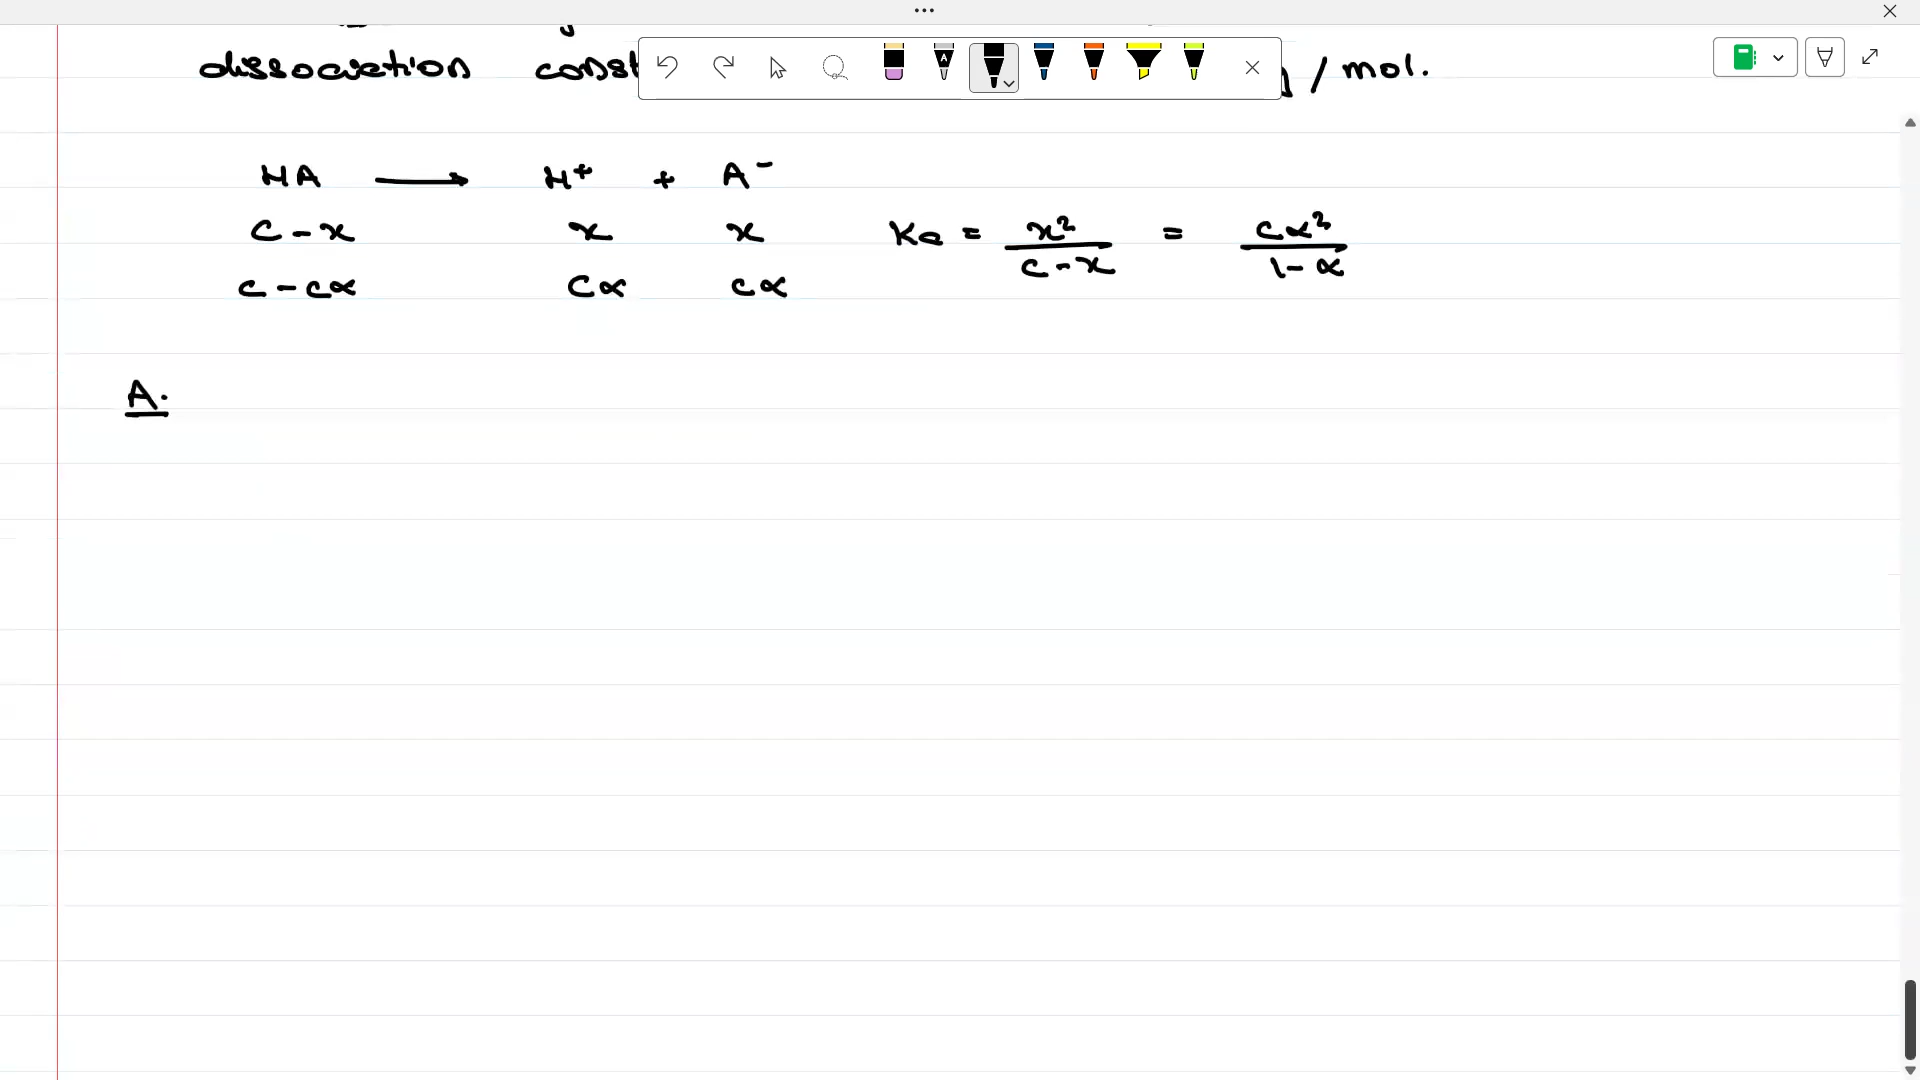 dissociation const / mol.
HA ⟶ H⁺ + A⁻
C - x x x Ka = x² / (C - x) = Cα² / (1 - α)
C - Cα Cα Cα
A.